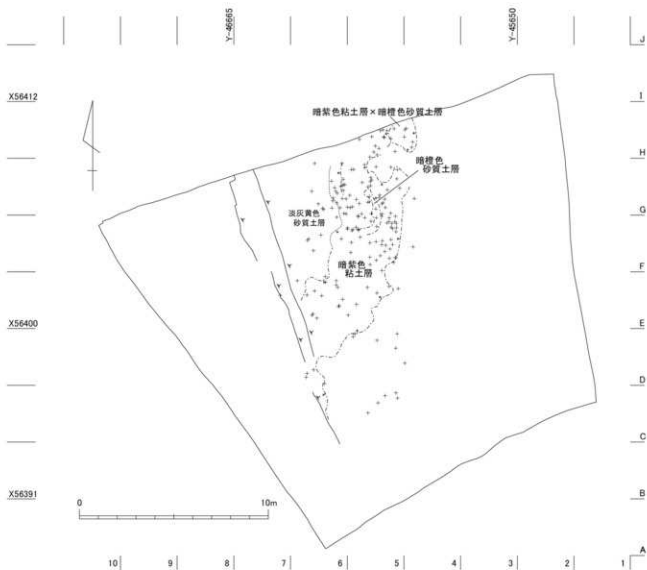 Y-46665
Y-45650
J
X56412
I
暗紫色粘土層×暗橙色砂質土層
H
暗橙色
砂質土層
淡灰黄色
砂質土層
G
暗紫色
粘土層
F
X56400
E
D
C
X56391
B
0
10m
A
10 9 8 7 6 5 4 3 2 1